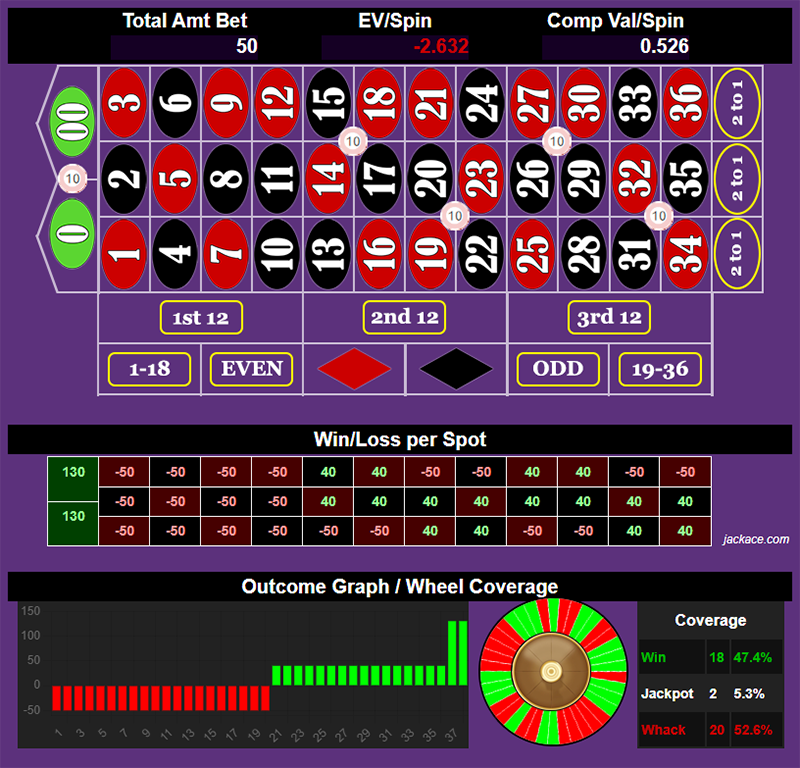 Total Amt Bet EV/Spin Comp Val/Spin
50 -2.632 0.526
00 3 6 9 12 15 18 21 24 27 30 33 36 2 to 1
10 10
10 2 5 8 11 14 17 20 23 26 29 32 35 2 to 1
10 10
0 1 4 7 10 13 16 19 22 25 28 31 34 2 to 1
1st 12 2nd 12 3rd 12
1-18 EVEN ODD 19-36
Win/Loss per Spot
130 -50 -50 -50 -50 40 40 -50 -50 40 40 -50 -50
-50 -50 -50 -50 40 40 40 40 40 40 40 40
130 -50 -50 -50 -50 -50 -50 40 40 -50 -50 40 40
jackace.com
Outcome Graph / Wheel Coverage
150
100
50
0
-50
1 3 5 7 9 11 13 15 17 19 21 23 25 27 29 31 33 35 37
Coverage
Win 18 47.4%
Jackpot 2 5.3%
Whack 20 52.6%